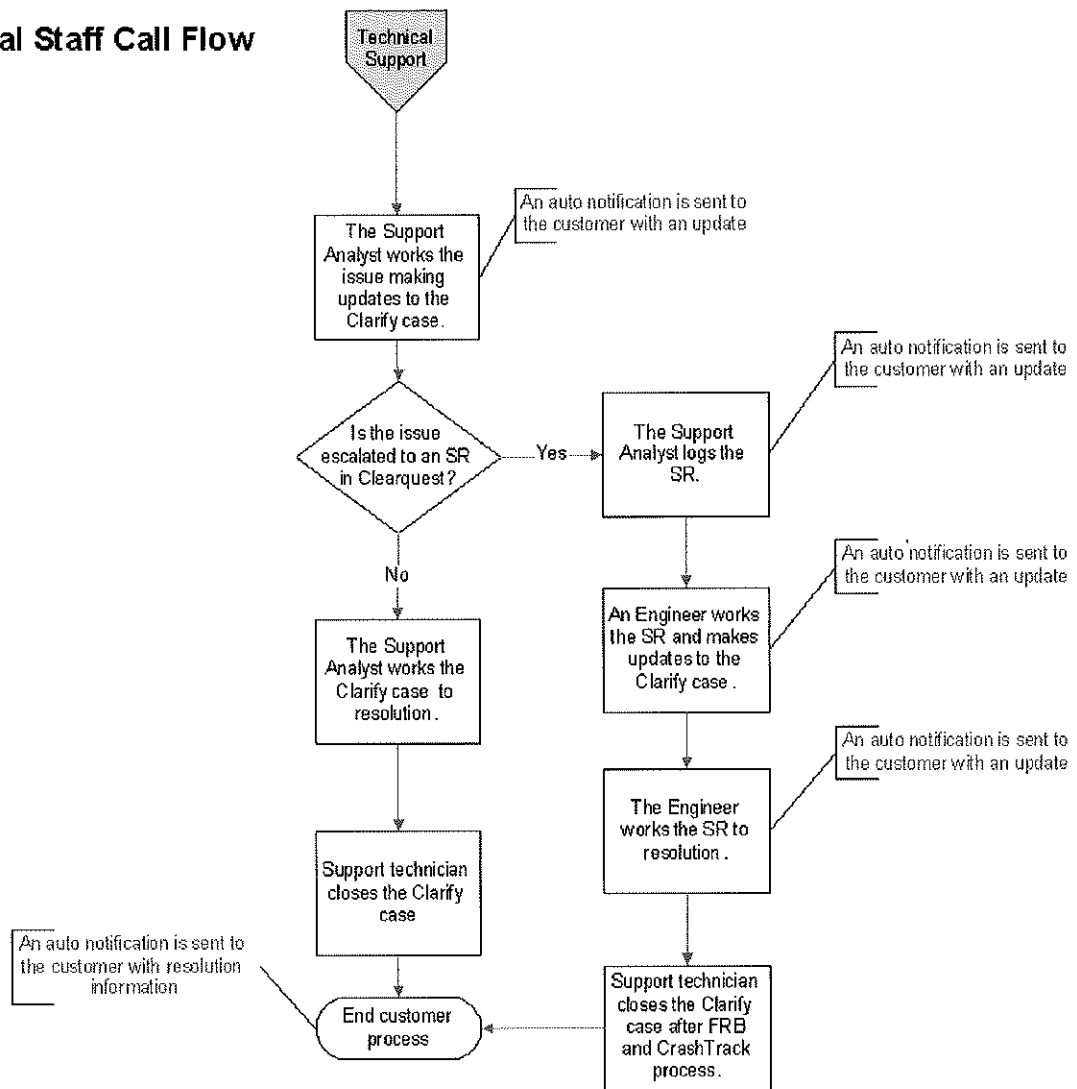 al Staff Call Flow
Technical
Support
An auto notification is sent to
the customer with an update
The Support
Analyst works the
issue making
updates to the
Clarify case.
An auto notification is sent to
the customer with an update
Is the issue
escalated to an SR
in Clearquest?
Yes
The Support
Analyst logs the
SR.
No
An auto notification is sent to
the customer with an update
An Engineer works
the SR and makes
updates to the
Clarify case.
The Support
Analyst works the
Clarify case to
resolution.
An auto notification is sent to
the customer with an update
The Engineer
works the SR to
resolution.
Support technician
closes the Clarify
case
An auto notification is sent to
the customer with resolution
information
End customer
process
Support technician
closes the Clarify
case after FRB
and CrashTrack
process.